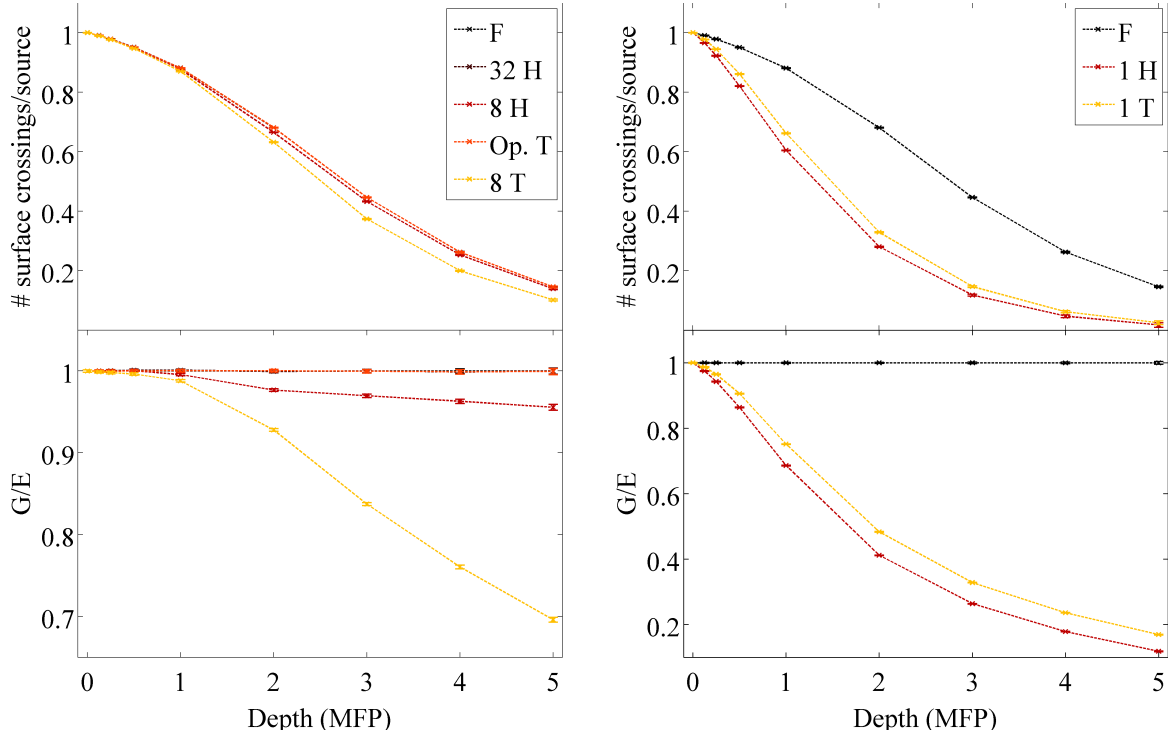 # surface crossings/source
1
0.8
0.6
0.4
0.2
F
32 H
8 H
Op. T
8 T
G/E
1
0.9
0.8
0.7
0 1 2 3 4 5
Depth (MFP)
# surface crossings/source
1
0.8
0.6
0.4
0.2
F
1 H
1 T
G/E
1
0.8
0.6
0.4
0.2
0 1 2 3 4 5
Depth (MFP)